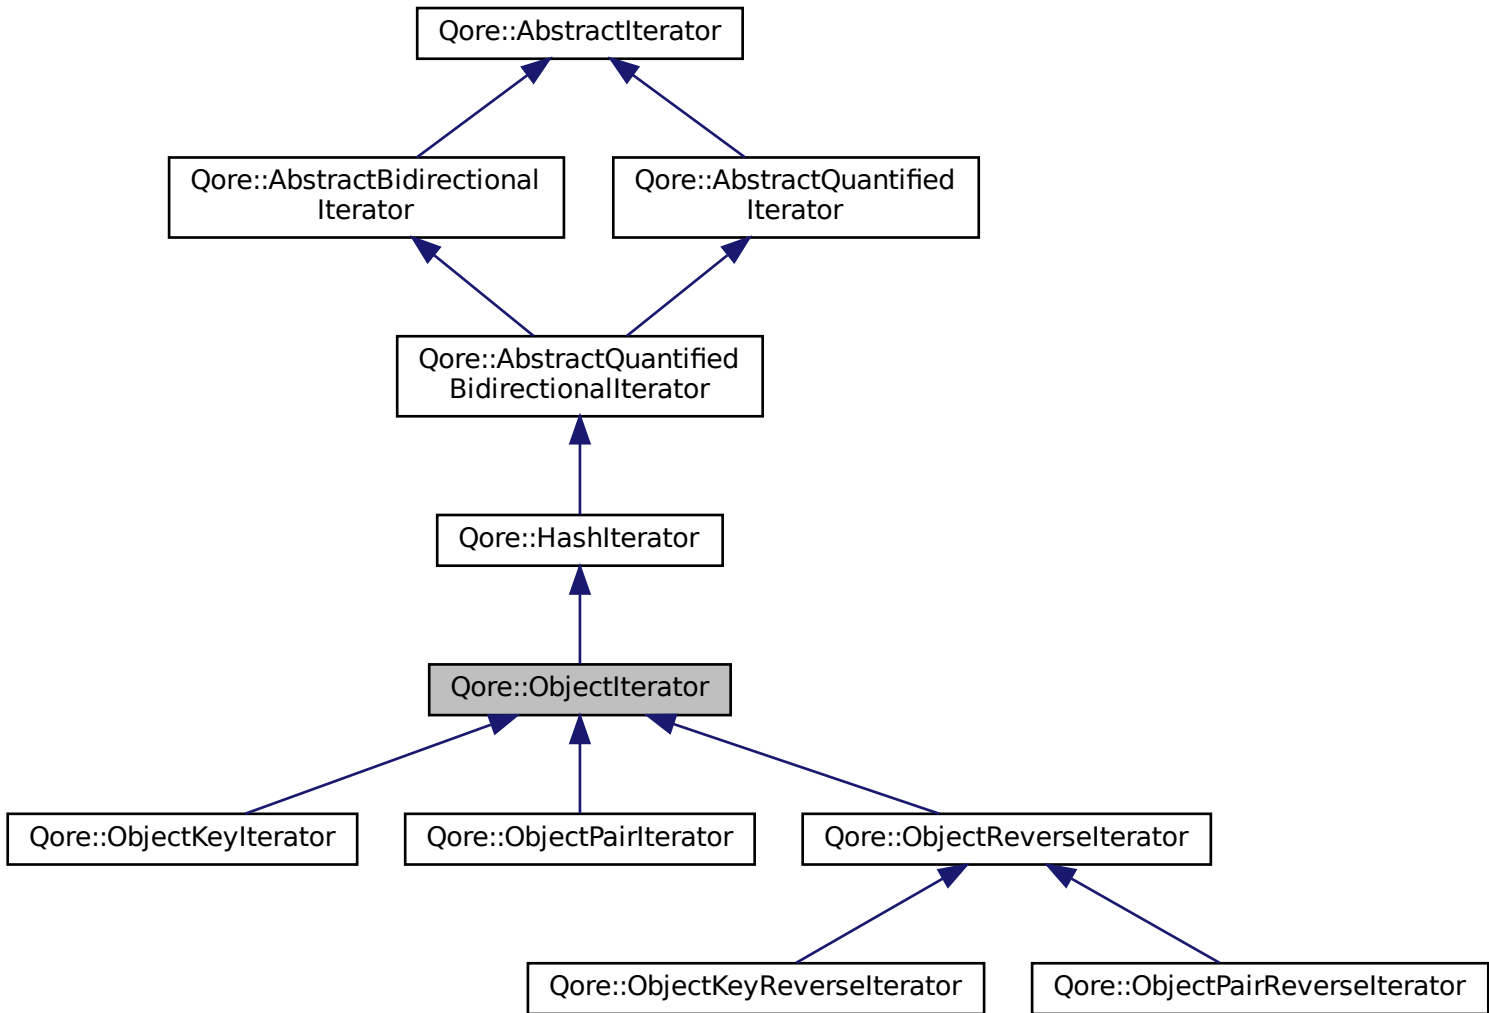 Qore::AbstractIterator
Qore::AbstractBidirectional
Iterator
Qore::AbstractQuantified
Iterator
Qore::AbstractQuantified
BidirectionalIterator
Qore::HashIterator
Qore::ObjectIterator
Qore::ObjectKeyIterator
Qore::ObjectPairIterator
Qore::ObjectReverseIterator
Qore::ObjectKeyReverseIterator
Qore::ObjectPairReverseIterator